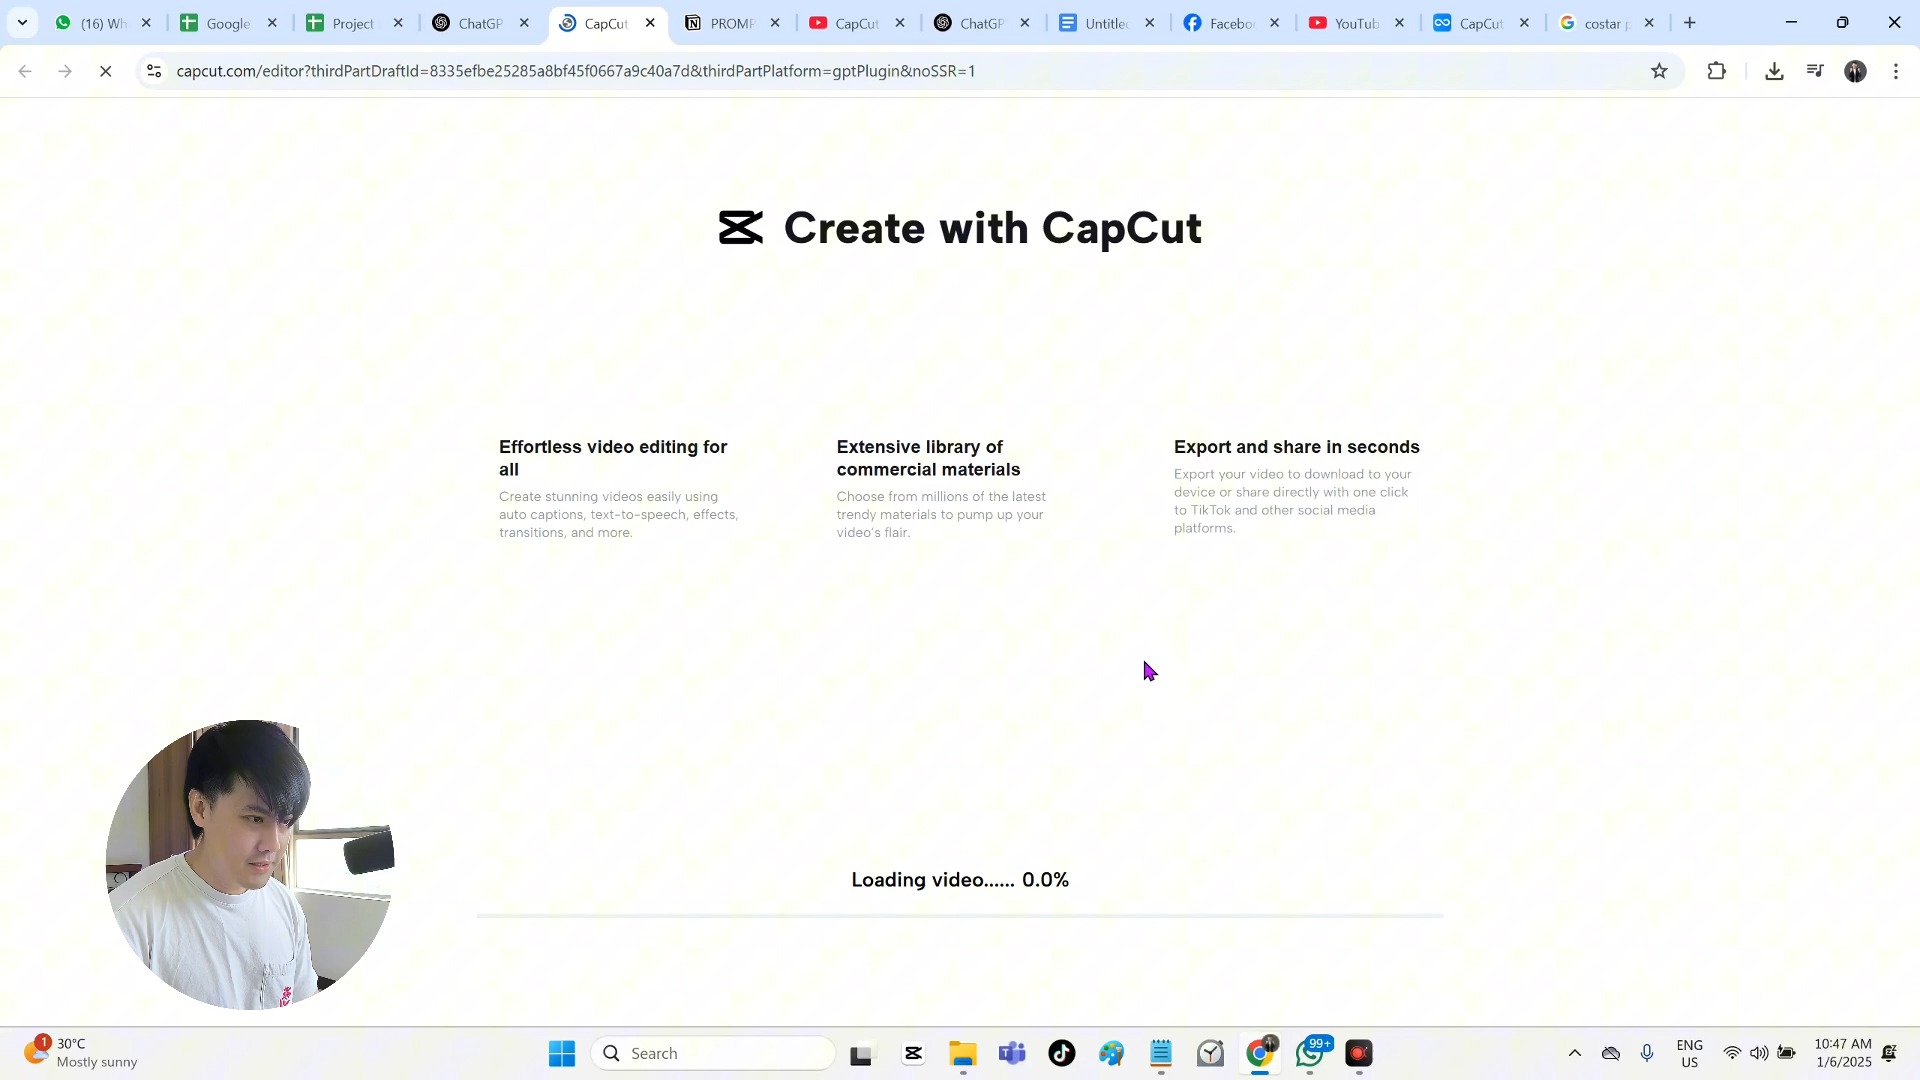 (16) Wh
Google
Project
ChatGP
CapCut
PROMP
CapCut
ChatGP
Untitled
Facebo
YouTub
CapCut
costar p
capcut.com/editor?thirdPartDraftId=8335efbe25285a8bf45f0667a9c40a7d&thirdPartPlatform=gptPlugin&noSSR=1
Create with CapCut
Effortless video editing for
all
Create stunning videos easily using
auto captions, text-to-speech, effects,
transitions, and more.
Extensive library of
commercial materials
Choose from millions of the latest
trendy materials to pump up your
video's flair.
Export and share in seconds
Export your video to download to your
device or share directly with one click
to TikTok and other social media
platforms.
Loading video...... 0.0%
1
30°C
Mostly sunny
Search
99+
ENG
US
10:47 AM
1/6/2025